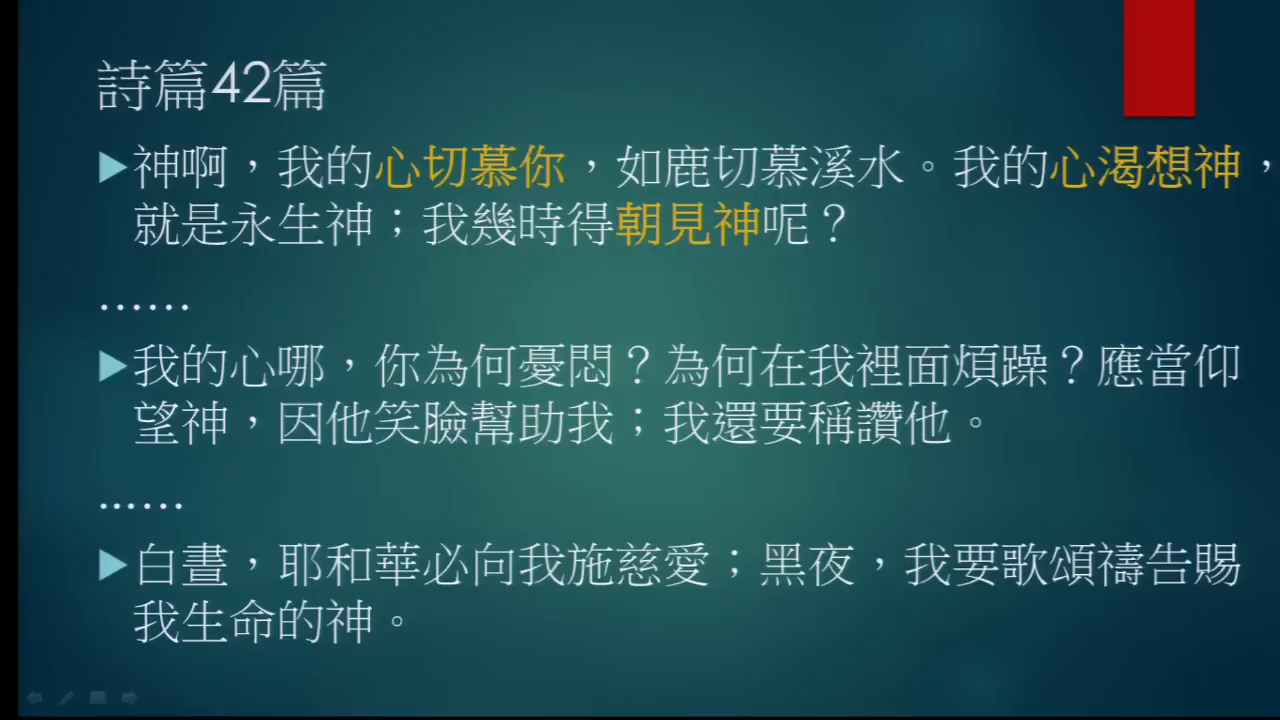 詩篇42篇
神啊，我的心切慕你，如鹿切慕溪水。我的心渴想神，
就是永生神；我幾時得朝見神呢？
……
我的心哪，你為何憂悶？為何在我裡面煩躁？應當仰
望神，因他笑臉幫助我；我還要稱讚他。
……
白晝，耶和華必向我施慈愛；黑夜，我要歌頌禱告賜
我生命的神。